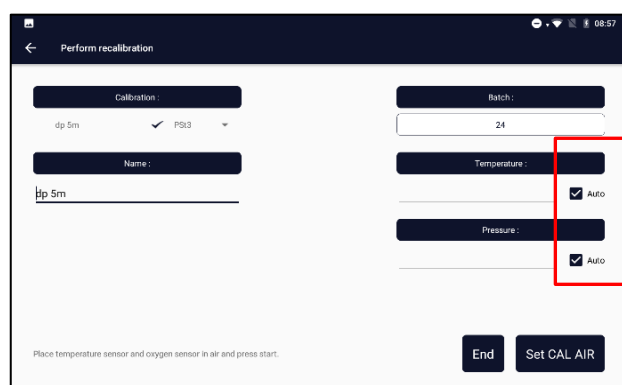 08:57
Perform recalibration
Calibration :
dp 5m PSt3
Name :
dp 5m
Batch :
24
Temperature :
Auto
Pressure :
Auto
Place temperature sensor and oxygen sensor in air and press start.
End Set CAL AIR